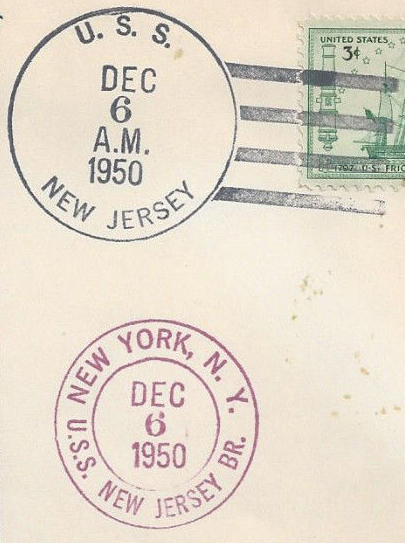 U. S. S.
DEC
6
A.M.
1950
NEW JERSEY
UNITED STATES
3¢
1797 U.S. FRIG
NEW YORK, N. Y.
DEC
6
1950
U.S.S. NEW JERSEY BR.